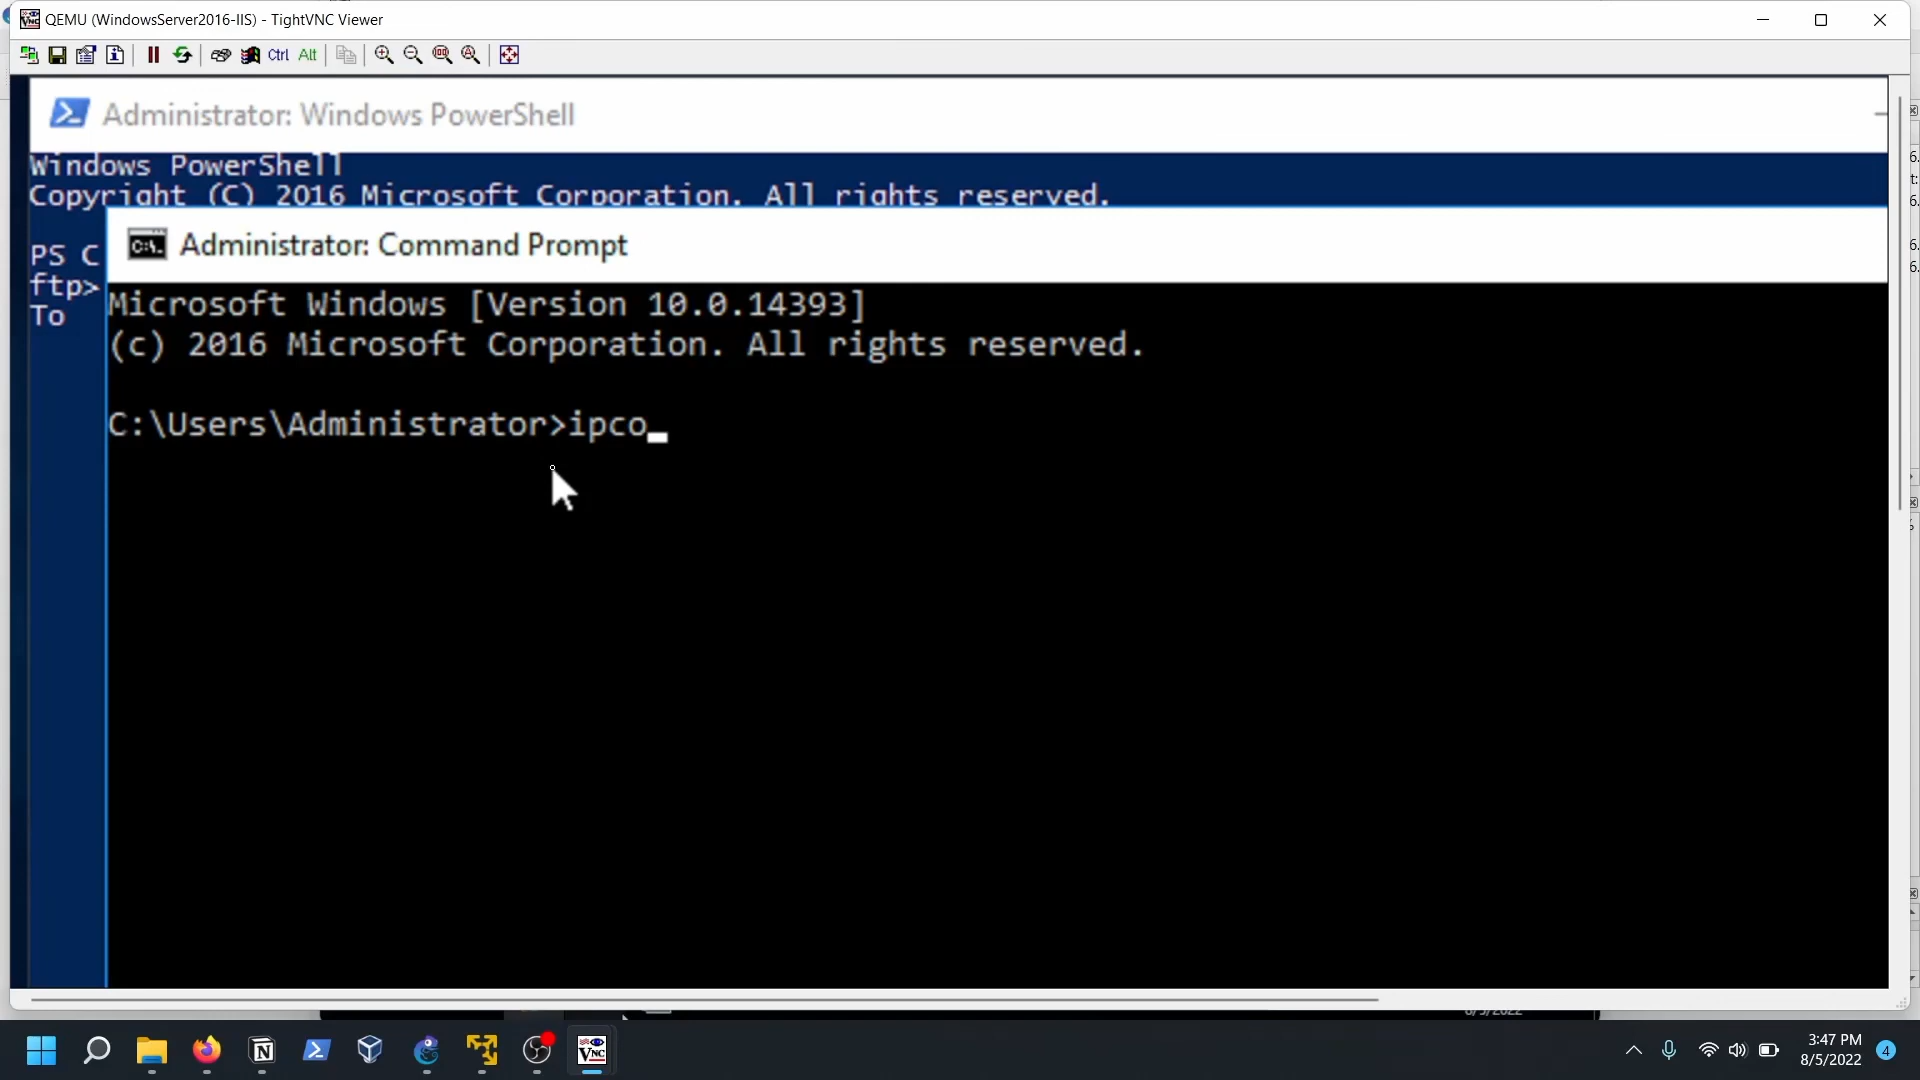 QEMU (WindowsServer2016-IIS) - TightVNC Viewer
Ctrl Alt
Administrator: Windows PowerShell
Windows PowerShell
Copyright (C) 2016 Microsoft Corporation. All rights reserved.
PS C
ftp>
To
Administrator: Command Prompt
Microsoft Windows [Version 10.0.14393]
(c) 2016 Microsoft Corporation. All rights reserved.
C:\Users\Administrator>ipco_
3:47 PM
8/5/2022
4